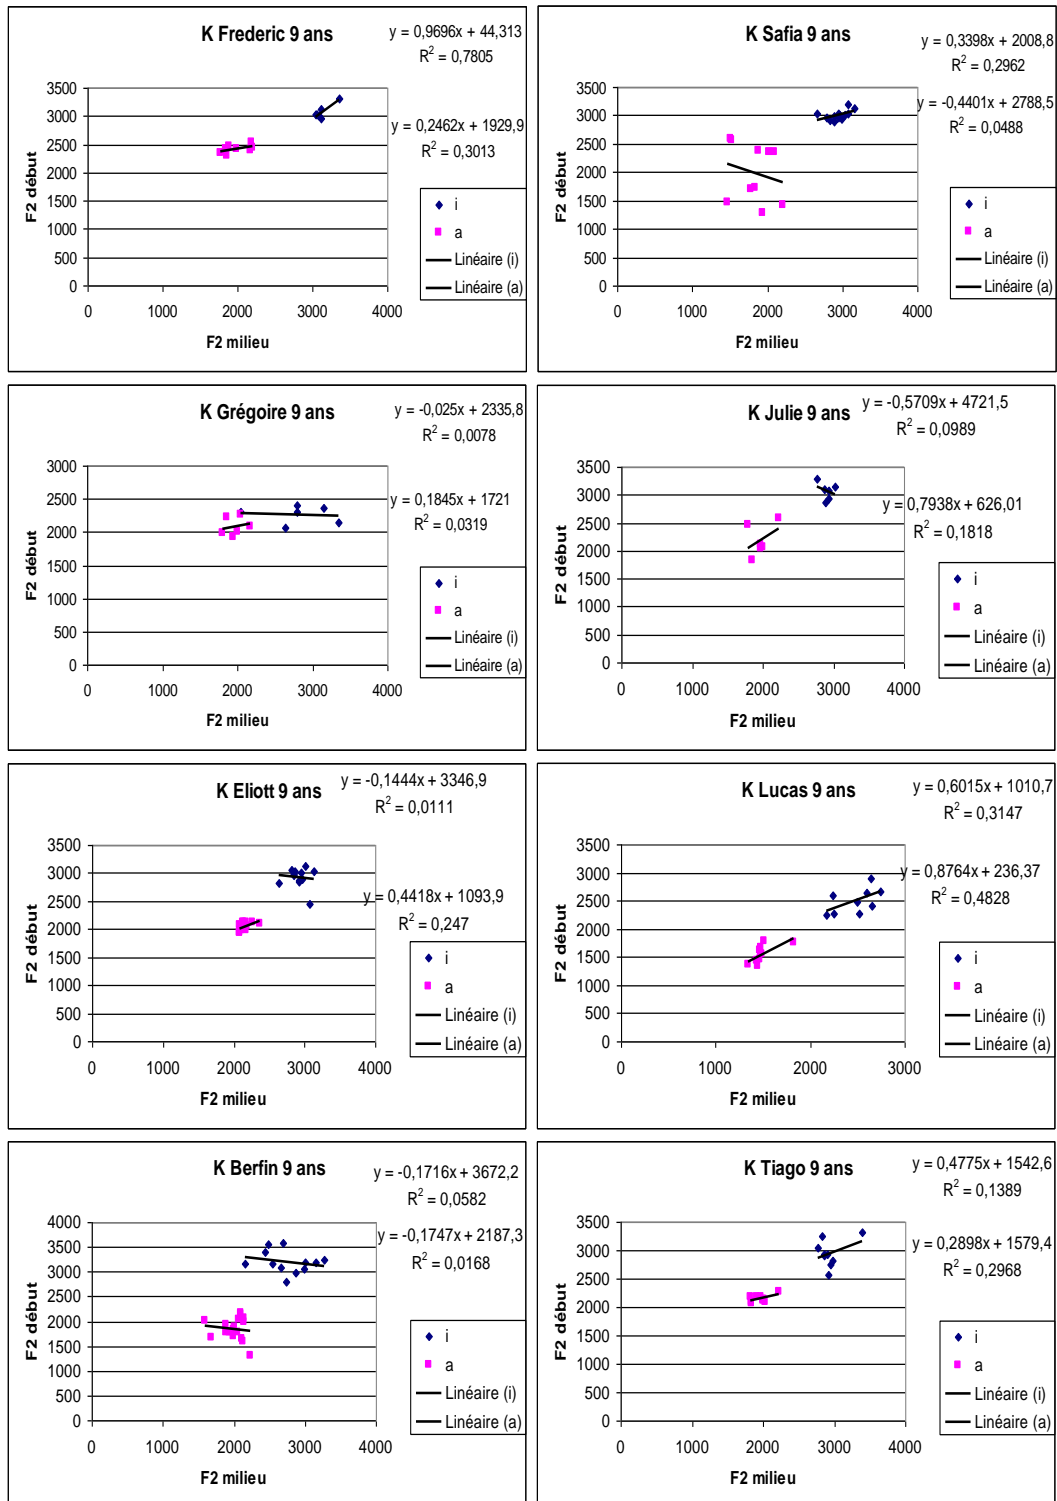 K Frederic 9 ans
y = 0,9696x + 44,313
R² = 0,7805
y = 0,2462x + 1929,9
R² = 0,3013
F2 début
3500
3000
2500
2000
1500
1000
500
0
0 1000 2000 3000 4000
F2 milieu
i
a
Linéaire (i)
Linéaire (a)
K Safia 9 ans
y = 0,3398x + 2008,8
R² = 0,2962
y = -0,4401x + 2788,5
R² = 0,0488
F2 début
3500
3000
2500
2000
1500
1000
500
0
0 1000 2000 3000 4000
F2 milieu
i
a
Linéaire (i)
Linéaire (a)
K Grégoire 9 ans
y = -0,025x + 2335,8
R² = 0,0078
y = 0,1845x + 1721
R² = 0,0319
F2 début
3000
2500
2000
1500
1000
500
0
0 1000 2000 3000 4000
F2 milieu
i
a
Linéaire (i)
Linéaire (a)
K Julie 9 ans
y = -0,5709x + 4721,5
R² = 0,0989
y = 0,7938x + 626,01
R² = 0,1818
F2 début
3500
3000
2500
2000
1500
1000
500
0
0 1000 2000 3000 4000
F2 milieu
i
a
Linéaire (i)
Linéaire (a)
K Eliott 9 ans
y = -0,1444x + 3346,9
R² = 0,0111
y = 0,4418x + 1093,9
R² = 0,247
F2 début
3500
3000
2500
2000
1500
1000
500
0
0 1000 2000 3000 4000
F2 milieu
i
a
Linéaire (i)
Linéaire (a)
K Lucas 9 ans
y = 0,6015x + 1010,7
R² = 0,3147
y = 0,8764x + 236,37
R² = 0,4828
F2 début
3500
3000
2500
2000
1500
1000
500
0
0 1000 2000 3000
F2 milieu
i
a
Linéaire (i)
Linéaire (a)
K Berfin 9 ans
y = -0,1716x + 3672,2
R² = 0,0582
y = -0,1747x + 2187,3
R² = 0,0168
F2 début
4000
3500
3000
2500
2000
1500
1000
500
0
0 1000 2000 3000 4000
F2 milieu
i
a
Linéaire (i)
Linéaire (a)
K Tiago 9 ans
y = 0,4775x + 1542,6
R² = 0,1389
y = 0,2898x + 1579,4
R² = 0,2968
F2 début
3500
3000
2500
2000
1500
1000
500
0
0 1000 2000 3000 4000
F2 milieu
i
a
Linéaire (i)
Linéaire (a)